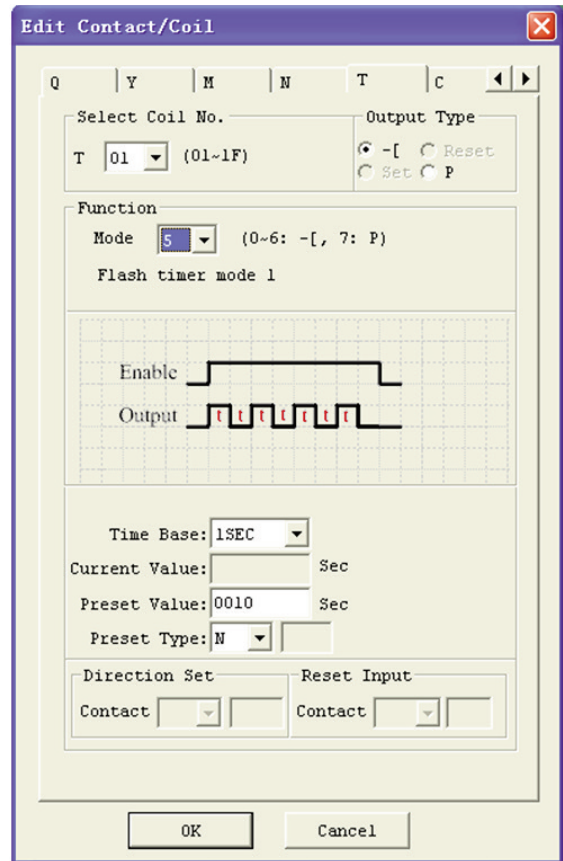 Edit Contact/Coil
Q Y M N T C
Select Coil No. Output Type
T 01 (01~1F) -[ Reset
Set P
Function
Mode 5 (0~6: -[, 7: P)
Flash timer mode 1
Enable
Output t t t t t t t
Time Base: 1SEC
Current Value: Sec
Preset Value: 0010 Sec
Preset Type: N
Direction Set Reset Input
Contact Contact
OK Cancel